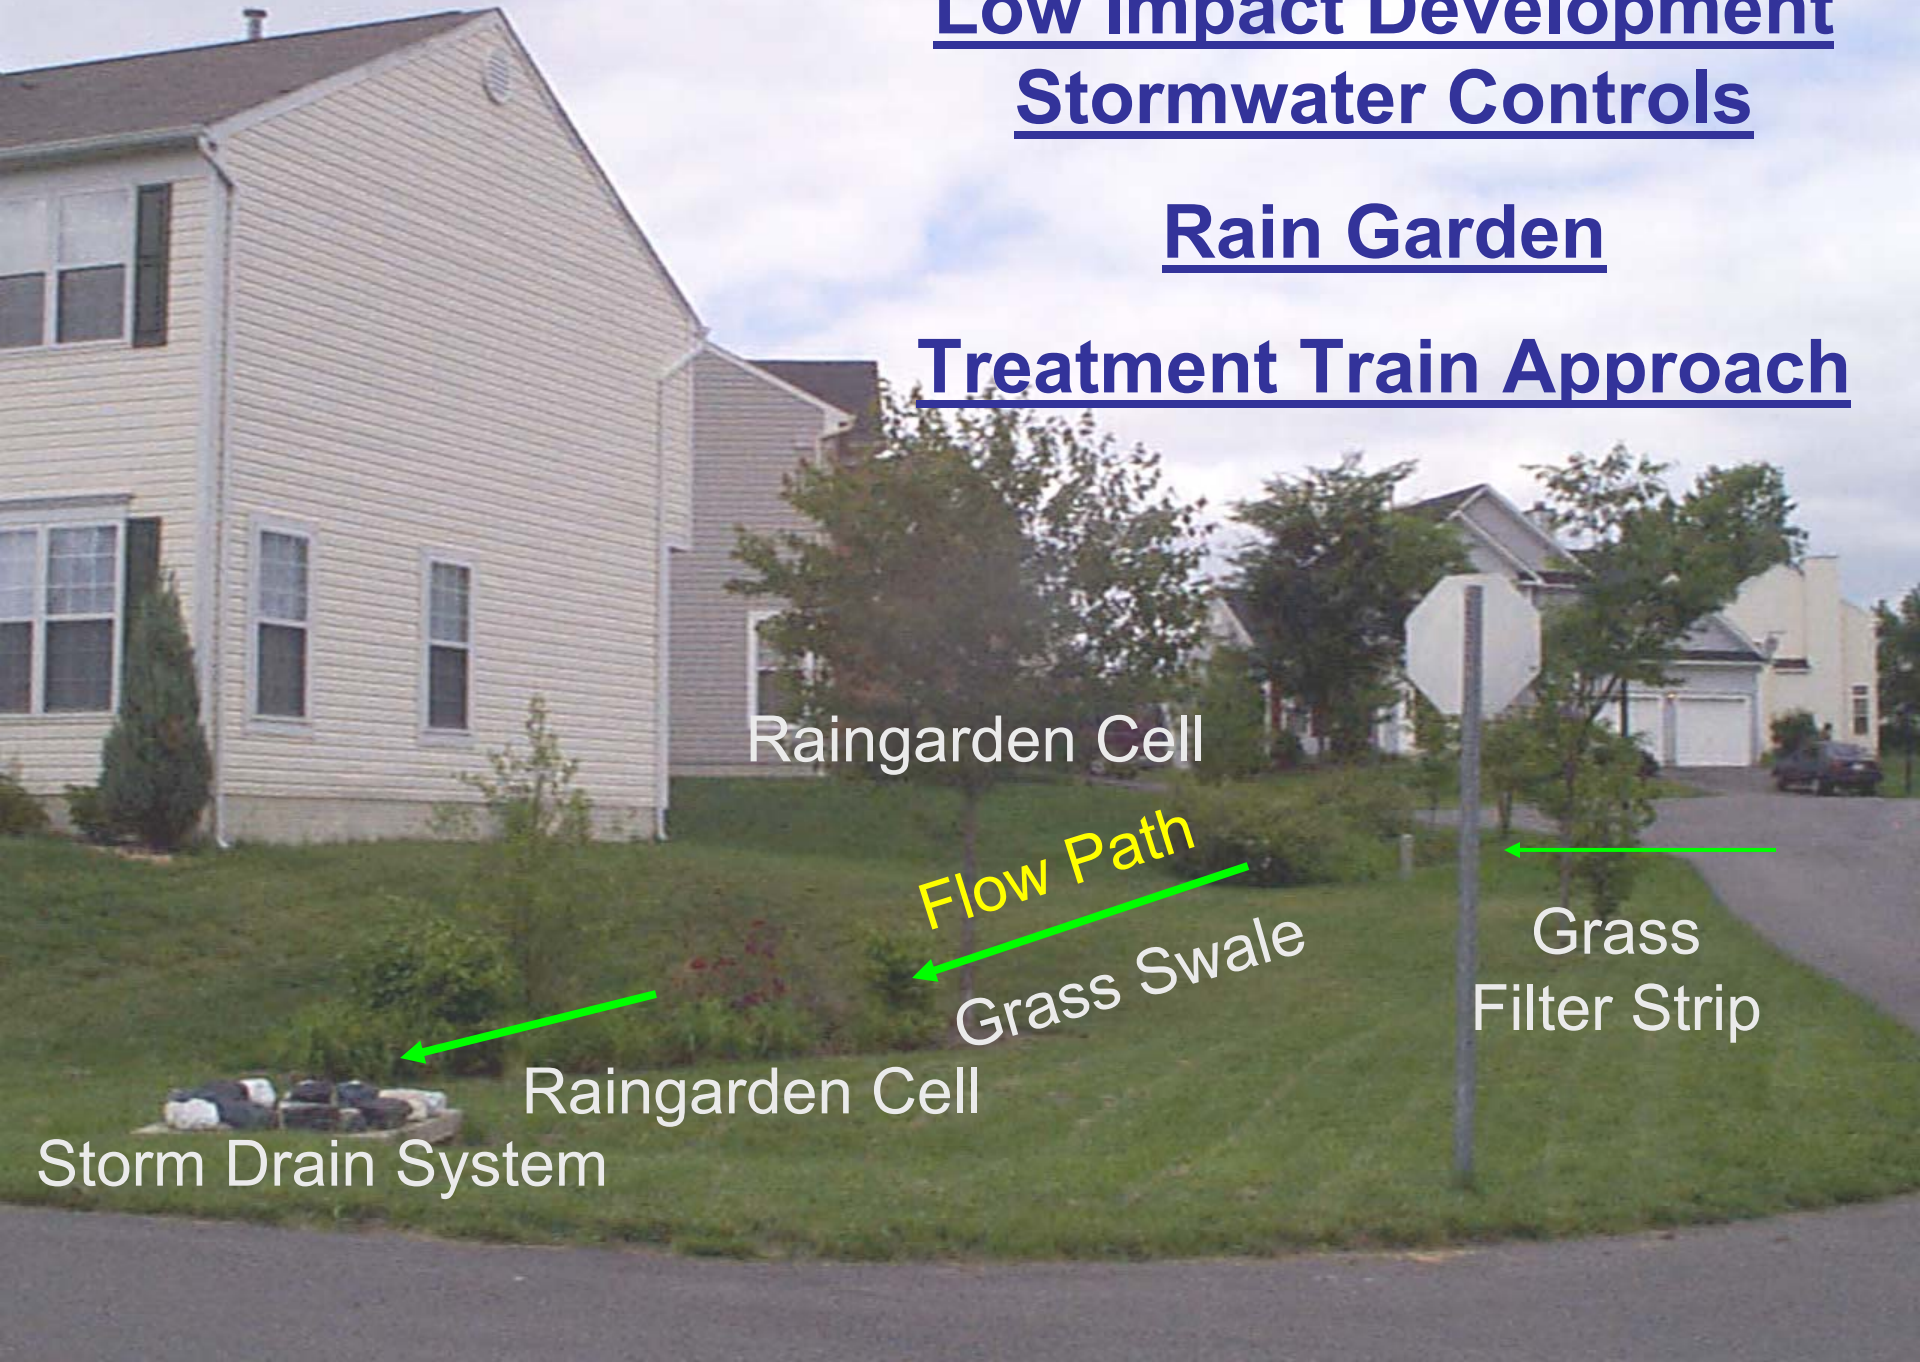 Low Impact Development
Stormwater Controls
Rain Garden
Treatment Train Approach
Raingarden Cell
Flow Path
Grass Swale
Grass
Filter Strip
Raingarden Cell
Storm Drain System